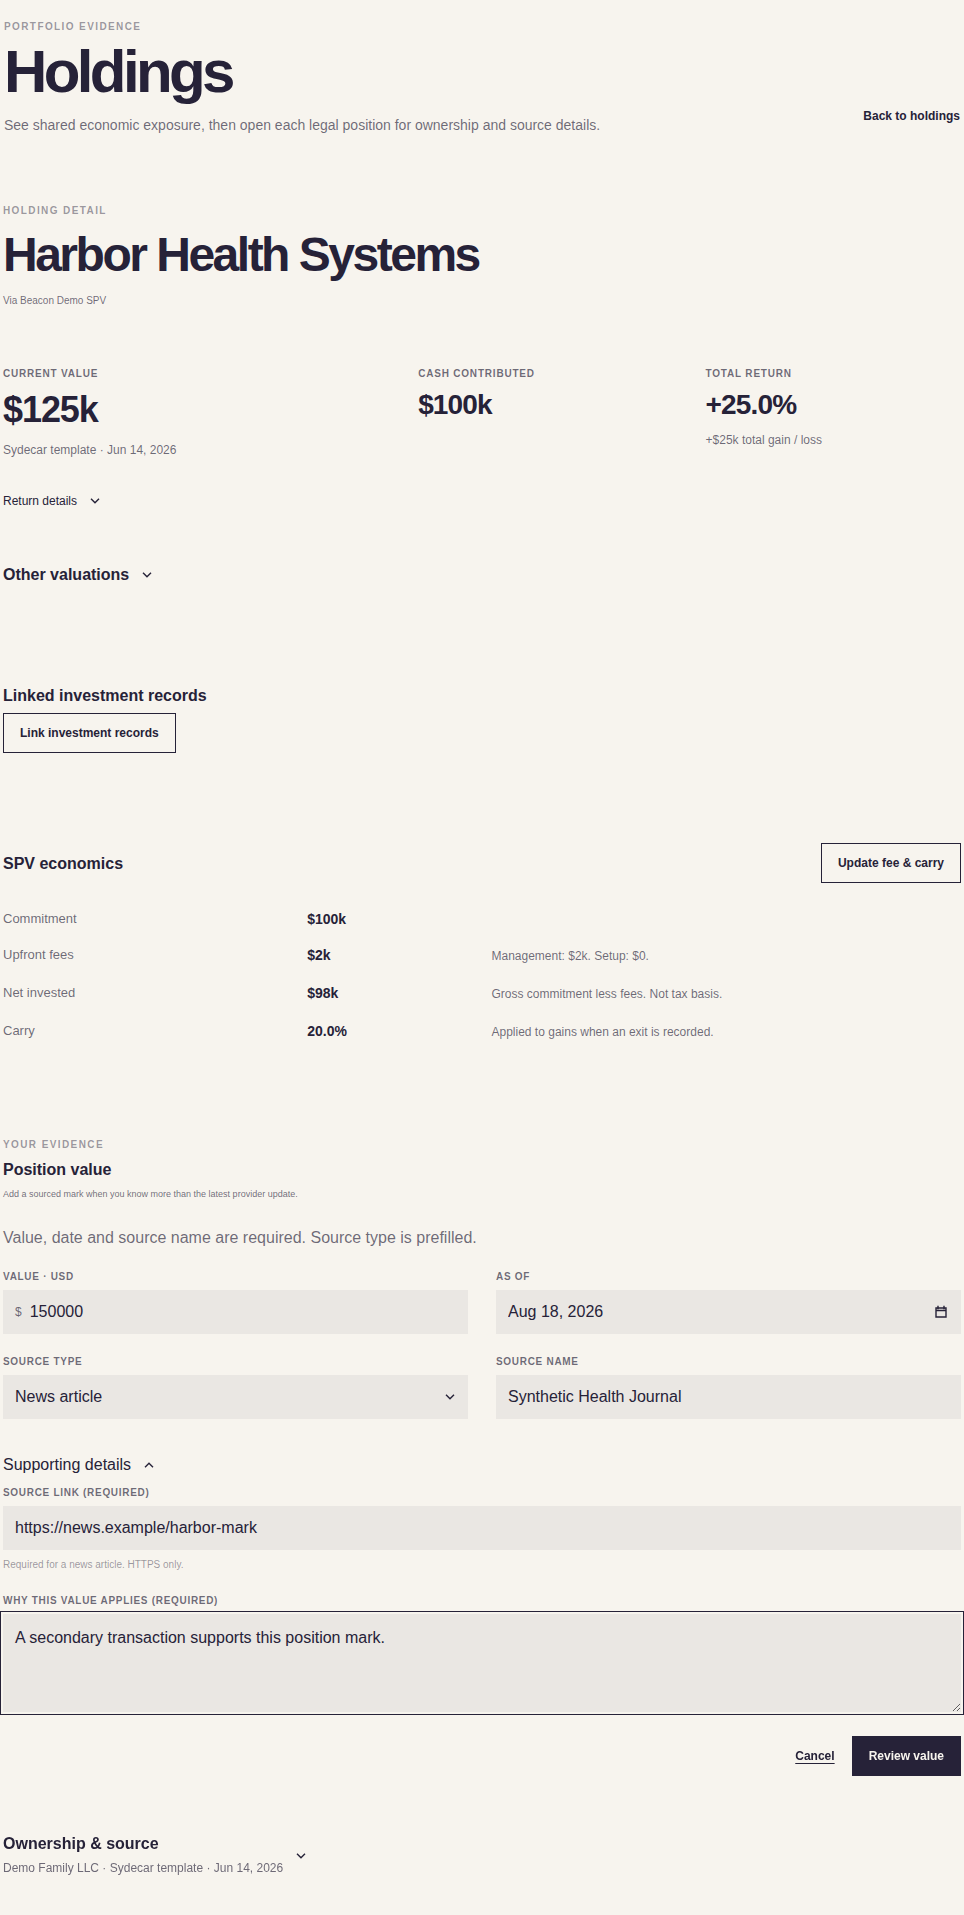 PORTFOLIO EVIDENCE
Holdings
See shared economic exposure, then open each legal position for ownership and source details.
Back to holdings
HOLDING DETAIL
Harbor Health Systems
Via Beacon Demo SPV
CURRENT VALUE
$125k
Sydecar template · Jun 14, 2026
CASH CONTRIBUTED
$100k
TOTAL RETURN
+25.0%
+$25k total gain / loss
Return details
Other valuations
Linked investment records
Link investment records
SPV economics
Update fee & carry
Commitment $100k
Upfront fees $2k Management: $2k. Setup: $0.
Net invested $98k Gross commitment less fees. Not tax basis.
Carry 20.0% Applied to gains when an exit is recorded.
YOUR EVIDENCE
Position value
Add a sourced mark when you know more than the latest provider update.
Value, date and source name are required. Source type is prefilled.
VALUE · USD
$ 150000
AS OF
Aug 18, 2026
SOURCE TYPE
News article
SOURCE NAME
Synthetic Health Journal
Supporting details
SOURCE LINK (REQUIRED)
https://news.example/harbor-mark
Required for a news article. HTTPS only.
WHY THIS VALUE APPLIES (REQUIRED)
A secondary transaction supports this position mark.
Cancel
Review value
Ownership & source
Demo Family LLC · Sydecar template · Jun 14, 2026